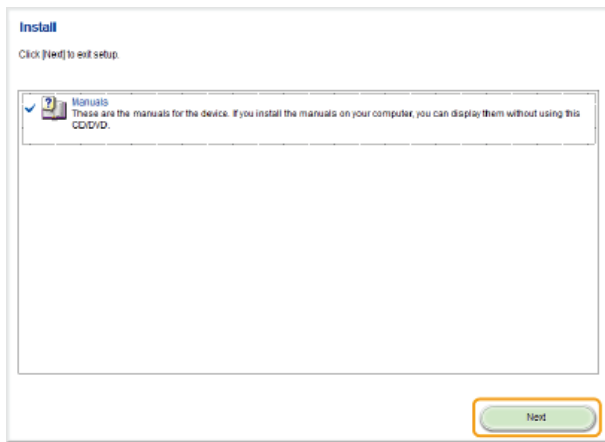 Install
Click [Next] to exit setup.
Manuals
These are the manuals for the device. If you install the manuals on your computer, you can display them without using this
CD/DVD.
Next